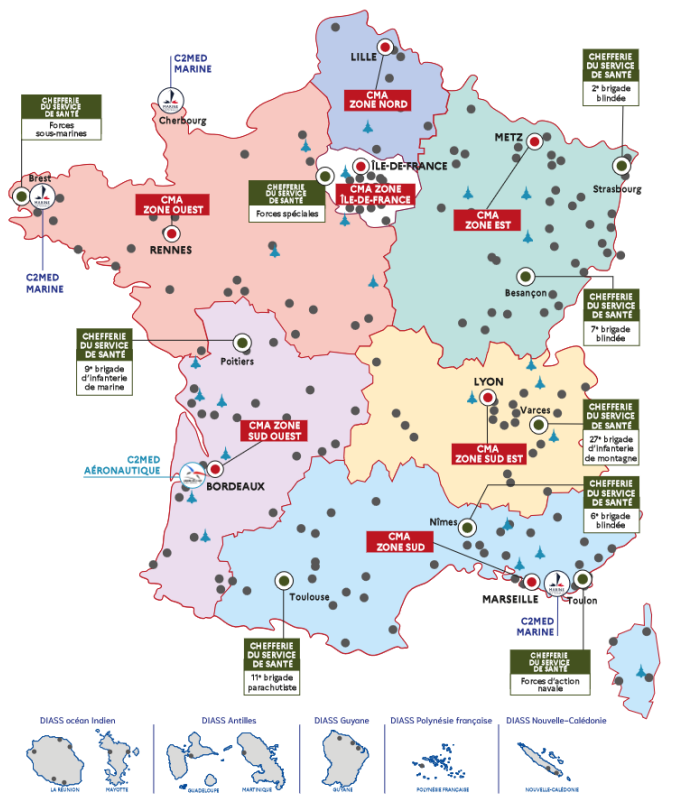 C2MED
MARINE
Cherbourg
LILLE
CMA
ZONE NORD
CHEFFERIE
DU SERVICE
DE SANTÉ
2e brigade
blindée
CHEFFERIE
DU SERVICE
DE SANTÉ
Forces
sous-marines
METZ
Strasbourg
ÎLE-DE-FRANCE
CMA ZONE
ÎLE-DE-FRANCE
CHEFFERIE
DU SERVICE
DE SANTÉ
Forces spéciales
Brest
CMA
ZONE OUEST
RENNES
CMA
ZONE EST
C2MED
MARINE
Besançon
CHEFFERIE
DU SERVICE
DE SANTÉ
7e brigade
blindée
CHEFFERIE
DU SERVICE
DE SANTÉ
9e brigade
d'infanterie
de marine
Poitiers
LYON
Varces
CHEFFERIE
DU SERVICE
DE SANTÉ
27e brigade
d'infanterie
de montagne
CMA ZONE
SUD OUEST
CMA
ZONE SUD EST
C2MED
AÉRONAUTIQUE
BORDEAUX
CHEFFERIE
DU SERVICE
DE SANTÉ
6e brigade
blindée
Nîmes
CMA
ZONE SUD
Toulouse
MARSEILLE
MARINE
Toulon
C2MED
MARINE
CHEFFERIE
DU SERVICE
DE SANTÉ
11e brigade
parachutiste
CHEFFERIE
DU SERVICE
DE SANTÉ
Forces d'action
navale
DIASS océan Indien
DIASS Antilles
DIASS Guyane
DIASS Polynésie française
DIASS Nouvelle-Calédonie
LA RÉUNION
MAYOTTE
GUADELOUPE
MARTINIQUE
GUYANE
POLYNÉSIE FRANÇAISE
NOUVELLE-CALÉDONIE